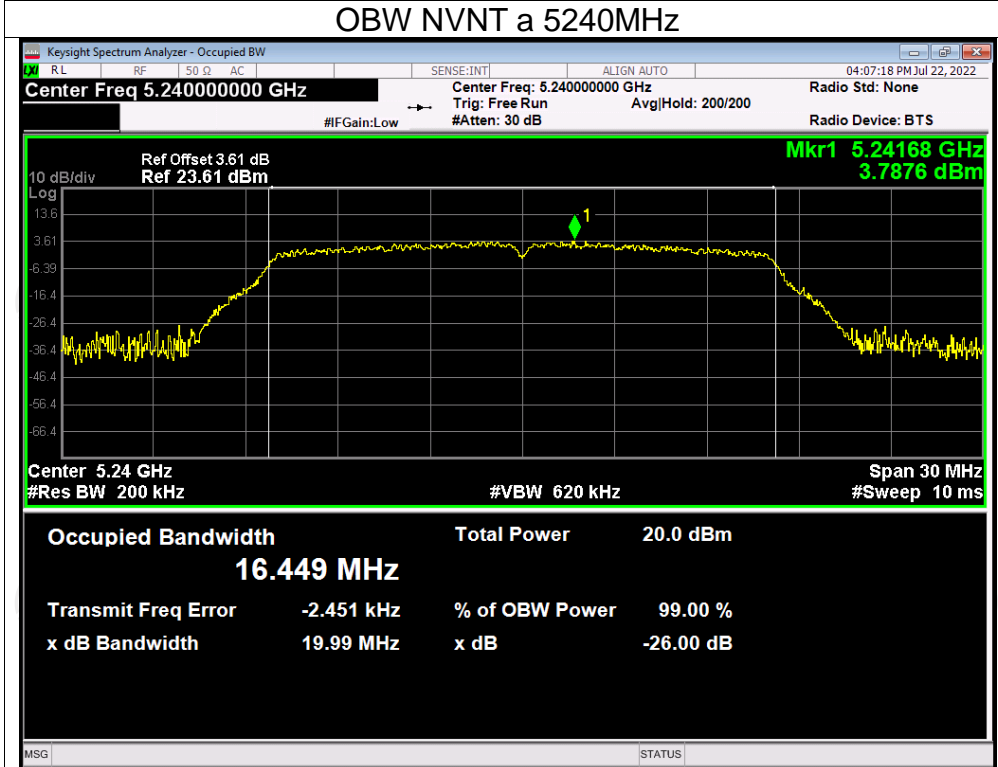 OBW NVNT a 5240MHz
Keysight Spectrum Analyzer - Occupied BW
LXI RL RF 50 Ω AC SENSE:INT ALIGN AUTO 04:07:18 PM Jul 22, 2022
Center Freq 5.240000000 GHz Center Freq: 5.240000000 GHz Radio Std: None
Trig: Free Run Avg|Hold: 200/200
#IFGain:Low #Atten: 30 dB Radio Device: BTS
Mkr1 5.24168 GHz
3.7876 dBm
Ref Offset 3.61 dB
10 dB/div Ref 23.61 dBm
Log
13.6
1
3.61
-6.39
-16.4
-26.4
-36.4
-46.4
-56.4
-66.4
Center 5.24 GHz Span 30 MHz
#Res BW 200 kHz #VBW 620 kHz #Sweep 10 ms
Occupied Bandwidth Total Power 20.0 dBm
16.449 MHz
Transmit Freq Error -2.451 kHz % of OBW Power 99.00 %
x dB Bandwidth 19.99 MHz x dB -26.00 dB
MSG STATUS